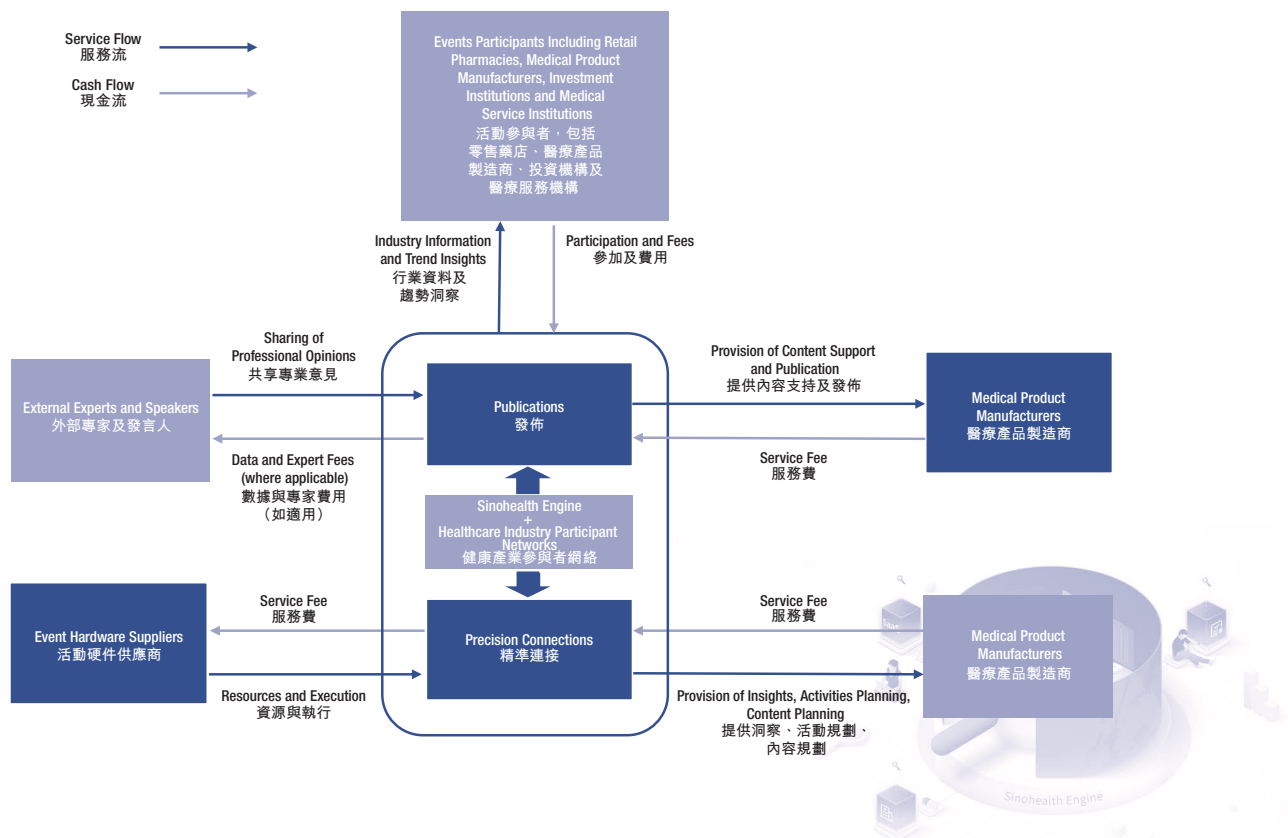 Service Flow
服務流
Cash Flow
現金流
Events Participants Including Retail
Pharmacies, Medical Product
Manufacturers, Investment
Institutions and Medical
Service Institutions
活動參與者，包括
零售藥店、醫療產品
製造商、投資機構及
醫療服務機構
Industry Information
and Trend Insights
行業資料及
趨勢洞察
Participation and Fees
參加及費用
Sharing of
Professional Opinions
共享專業意見
External Experts and Speakers
外部專家及發言人
Data and Expert Fees
(where applicable)
數據與專家費用
（如適用）
Publications
發佈
Provision of Content Support
and Publication
提供內容支持及發佈
Medical Product
Manufacturers
醫療產品製造商
Service Fee
服務費
Sinohealth Engine
+
Healthcare Industry Participant
Networks
健康產業參與者網絡
Event Hardware Suppliers
活動硬件供應商
Service Fee
服務費
Resources and Execution
資源與執行
Precision Connections
精準連接
Service Fee
服務費
Medical Product
Manufacturers
醫療產品製造商
Provision of Insights, Activities Planning,
Content Planning
提供洞察、活動規劃、
內容規劃
SaaS
Sinohealth Engine